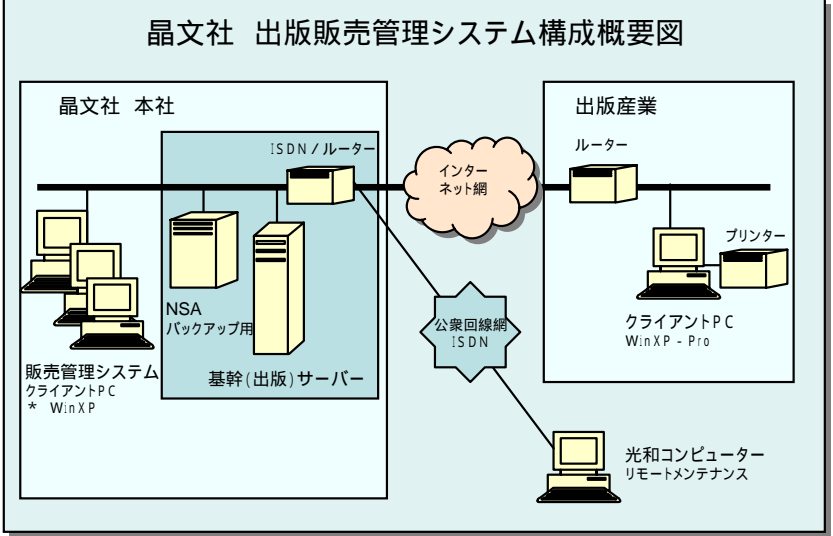 晶文社 出版販売管理システム構成概要図
晶文社 本社
ISDN/ルーター
インター
ネット網
出版産業
ルーター
プリンター
クライアントPC
WinXP-Pro
NSA
バックアップ用
基幹(出版)サーバー
販売管理システム
クライアントPC
* WinXP
公衆回線網
ISDN
光和コンピューター
リモートメンテナンス